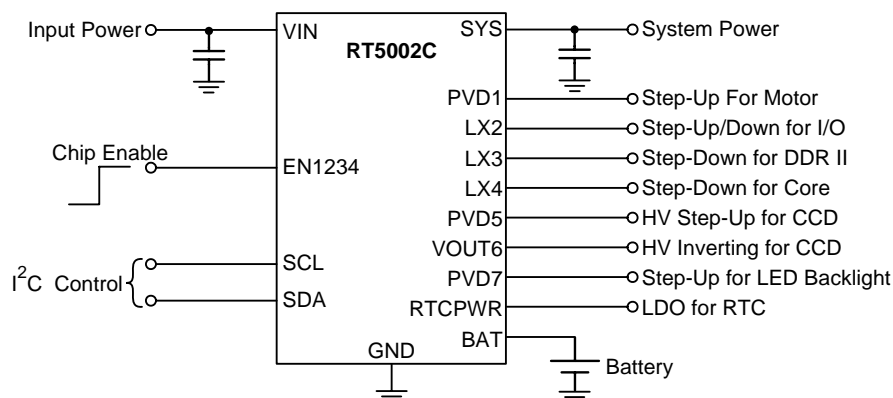 Input Power
VIN
SYS
System Power
RT5002C
PVD1
Step-Up For Motor
LX2
Step-Up/Down for I/O
Chip Enable
EN1234
LX3
Step-Down for DDR II
LX4
Step-Down for Core
PVD5
HV Step-Up for CCD
VOUT6
HV Inverting for CCD
I²C Control
SCL
SDA
PVD7
Step-Up for LED Backlight
RTCPWR
LDO for RTC
BAT
GND
Battery